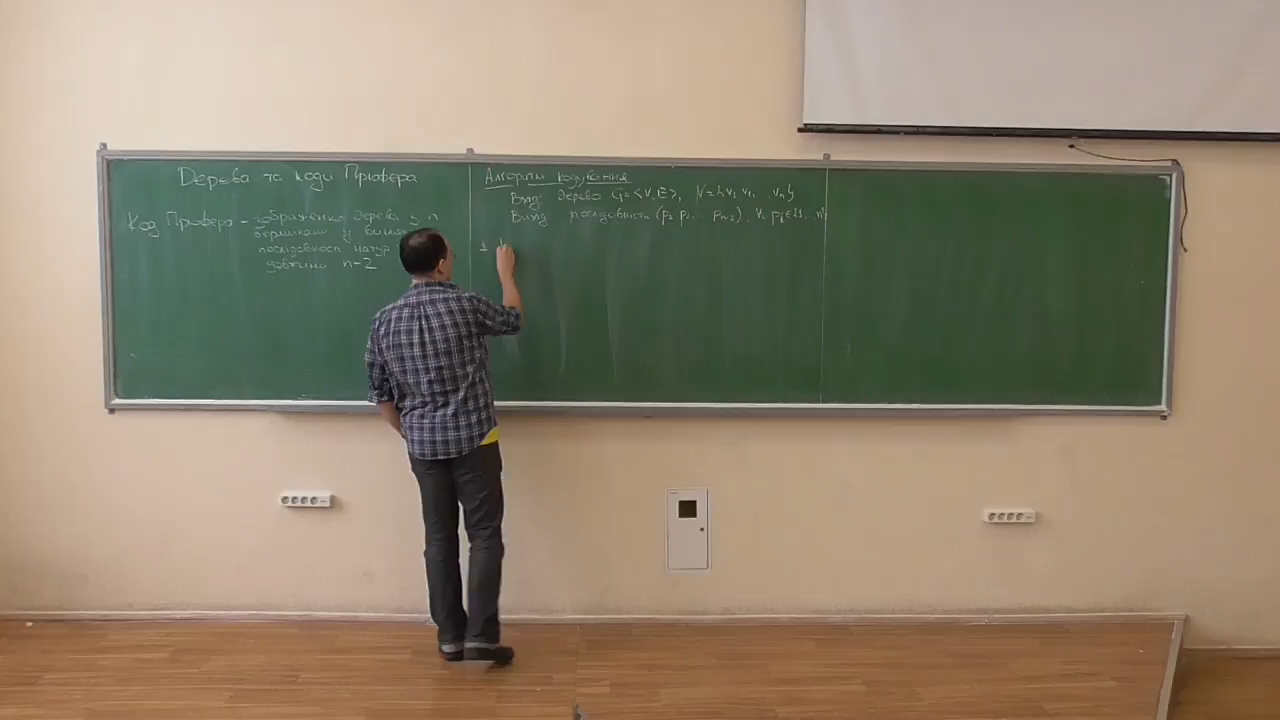 Дерева та коди Прюфера
Код Прюфера - зображення дерева з n
вершинами у вигляді
послідовності натур
довжини n-2
Алгоритм кодування
Вхід: Дерево G=<V,E>, V={v₁,v₂, vₙ}
Вихід послідовність (p₁ p₂ pₙ₋₂),
1